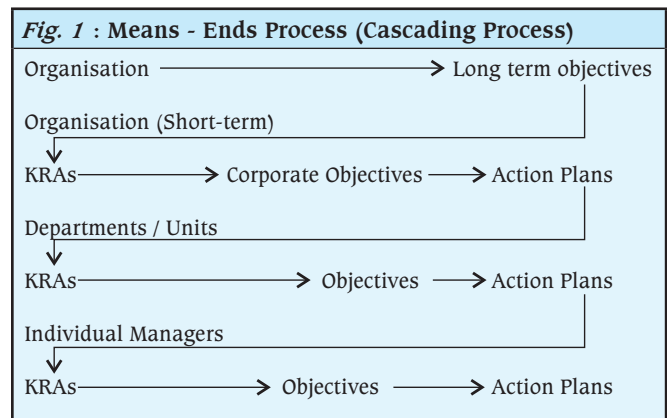 Fig. 1 : Means - Ends Process (Cascading Process)
Organisation Long term objectives
Organisation (Short-term)
KRAs Corporate Objectives Action Plans
Departments / Units
KRAs Objectives Action Plans
Individual Managers
KRAs Objectives Action Plans